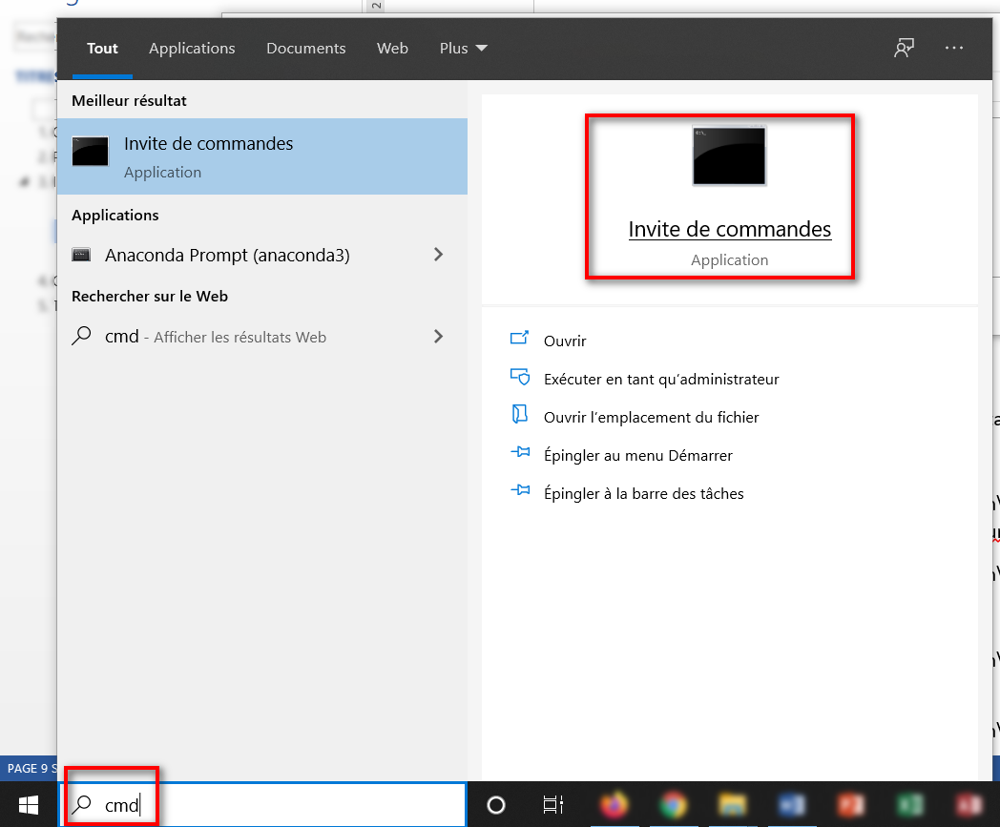 2
Tout Applications Documents Web Plus
Meilleur résultat
Invite de commandes
Application
Applications
Anaconda Prompt (anaconda3)
Rechercher sur le Web
cmd - Afficher les résultats Web
Invite de commandes
Application
Ouvrir
Exécuter en tant qu'administrateur
Ouvrir l'emplacement du fichier
Épingler au menu Démarrer
Épingler à la barre des tâches
PAGE 9 S
cmd